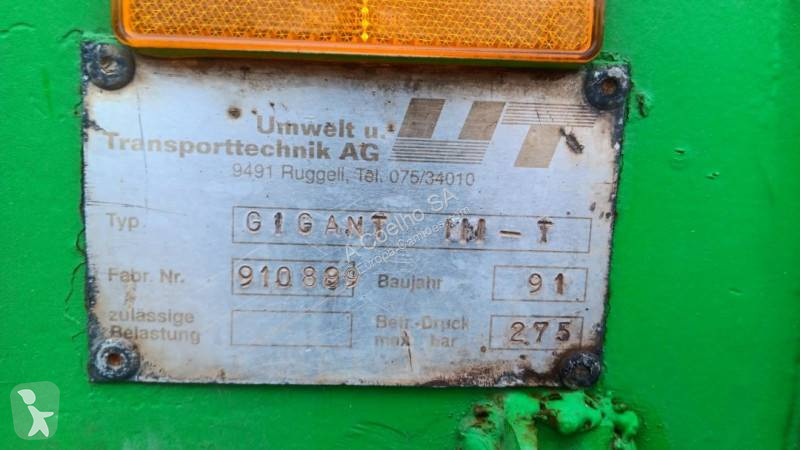 Umwelt u.
Transporttechnik AG
UT
9491 Ruggell, Tel. 075/34010
Typ GIGANT -T
Fabr. Nr. Baujahr 91
zulässige
Belastung
Betr.-Druck
max. bar 275
A Coelho SA